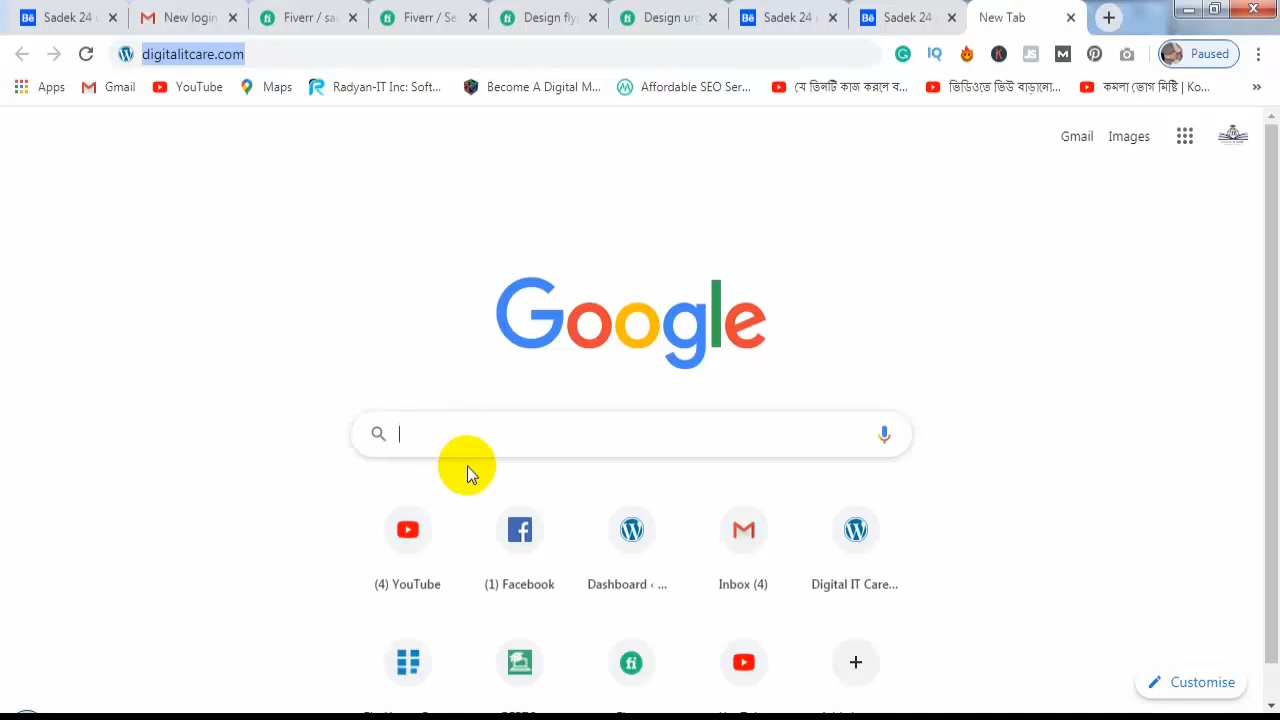 Sadek 24 New login Fiverr / sa Fiverr / Se Design fly Design ur Sadek 24 Sadek 24 New Tab
digitalitcare.com Paused
Apps Gmail YouTube Maps Radyan-IT Inc: Soft... Become A Digital M... Affordable SEO Ser... যে তিনটি কাজ করলে ব... ভিডিওতে ভিউ বাড়ানো... কমলা ভোগ মিষ্টি | Ko... »
Gmail Images
Google
(4) YouTube (1) Facebook Dashboard ‹ ... Inbox (4) Digital IT Care...
Customise